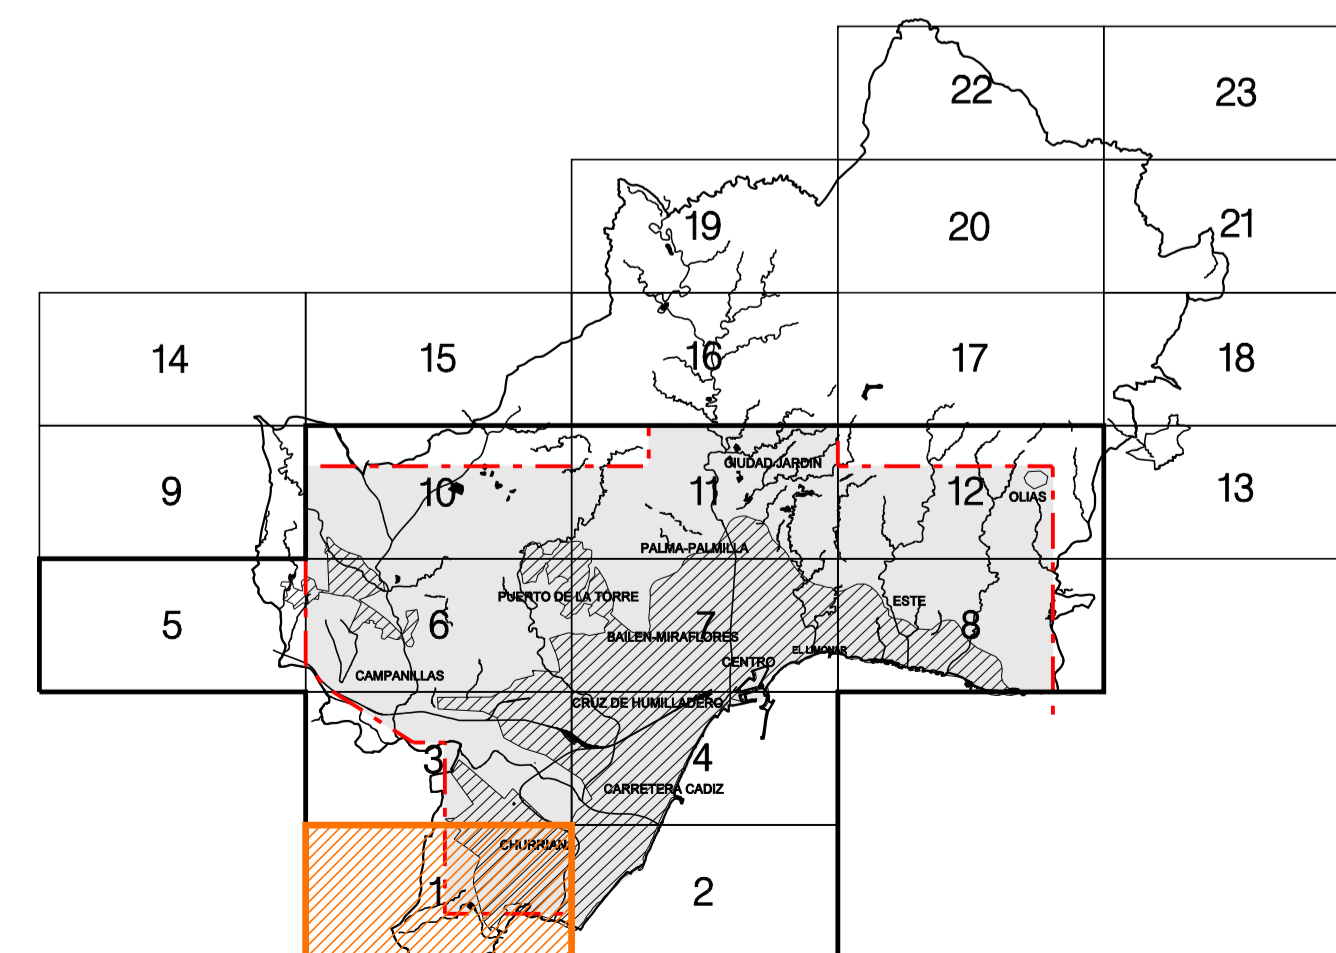 22
23
19
20
21
14
15
16
17
18
CIUDAD JARDIN
9
10
11
12
13
OLIAS
PALMA-PALMILLA
PUERTO DE LA TORRE
ESTE
5
6
7
8
BAILEN-MIRAFLORES
EL LIMONAR
CENTRO
CAMPANILLAS
CRUZ DE HUMILLADERO
3
4
CARRETERA CADIZ
CHURRIANA
1
2